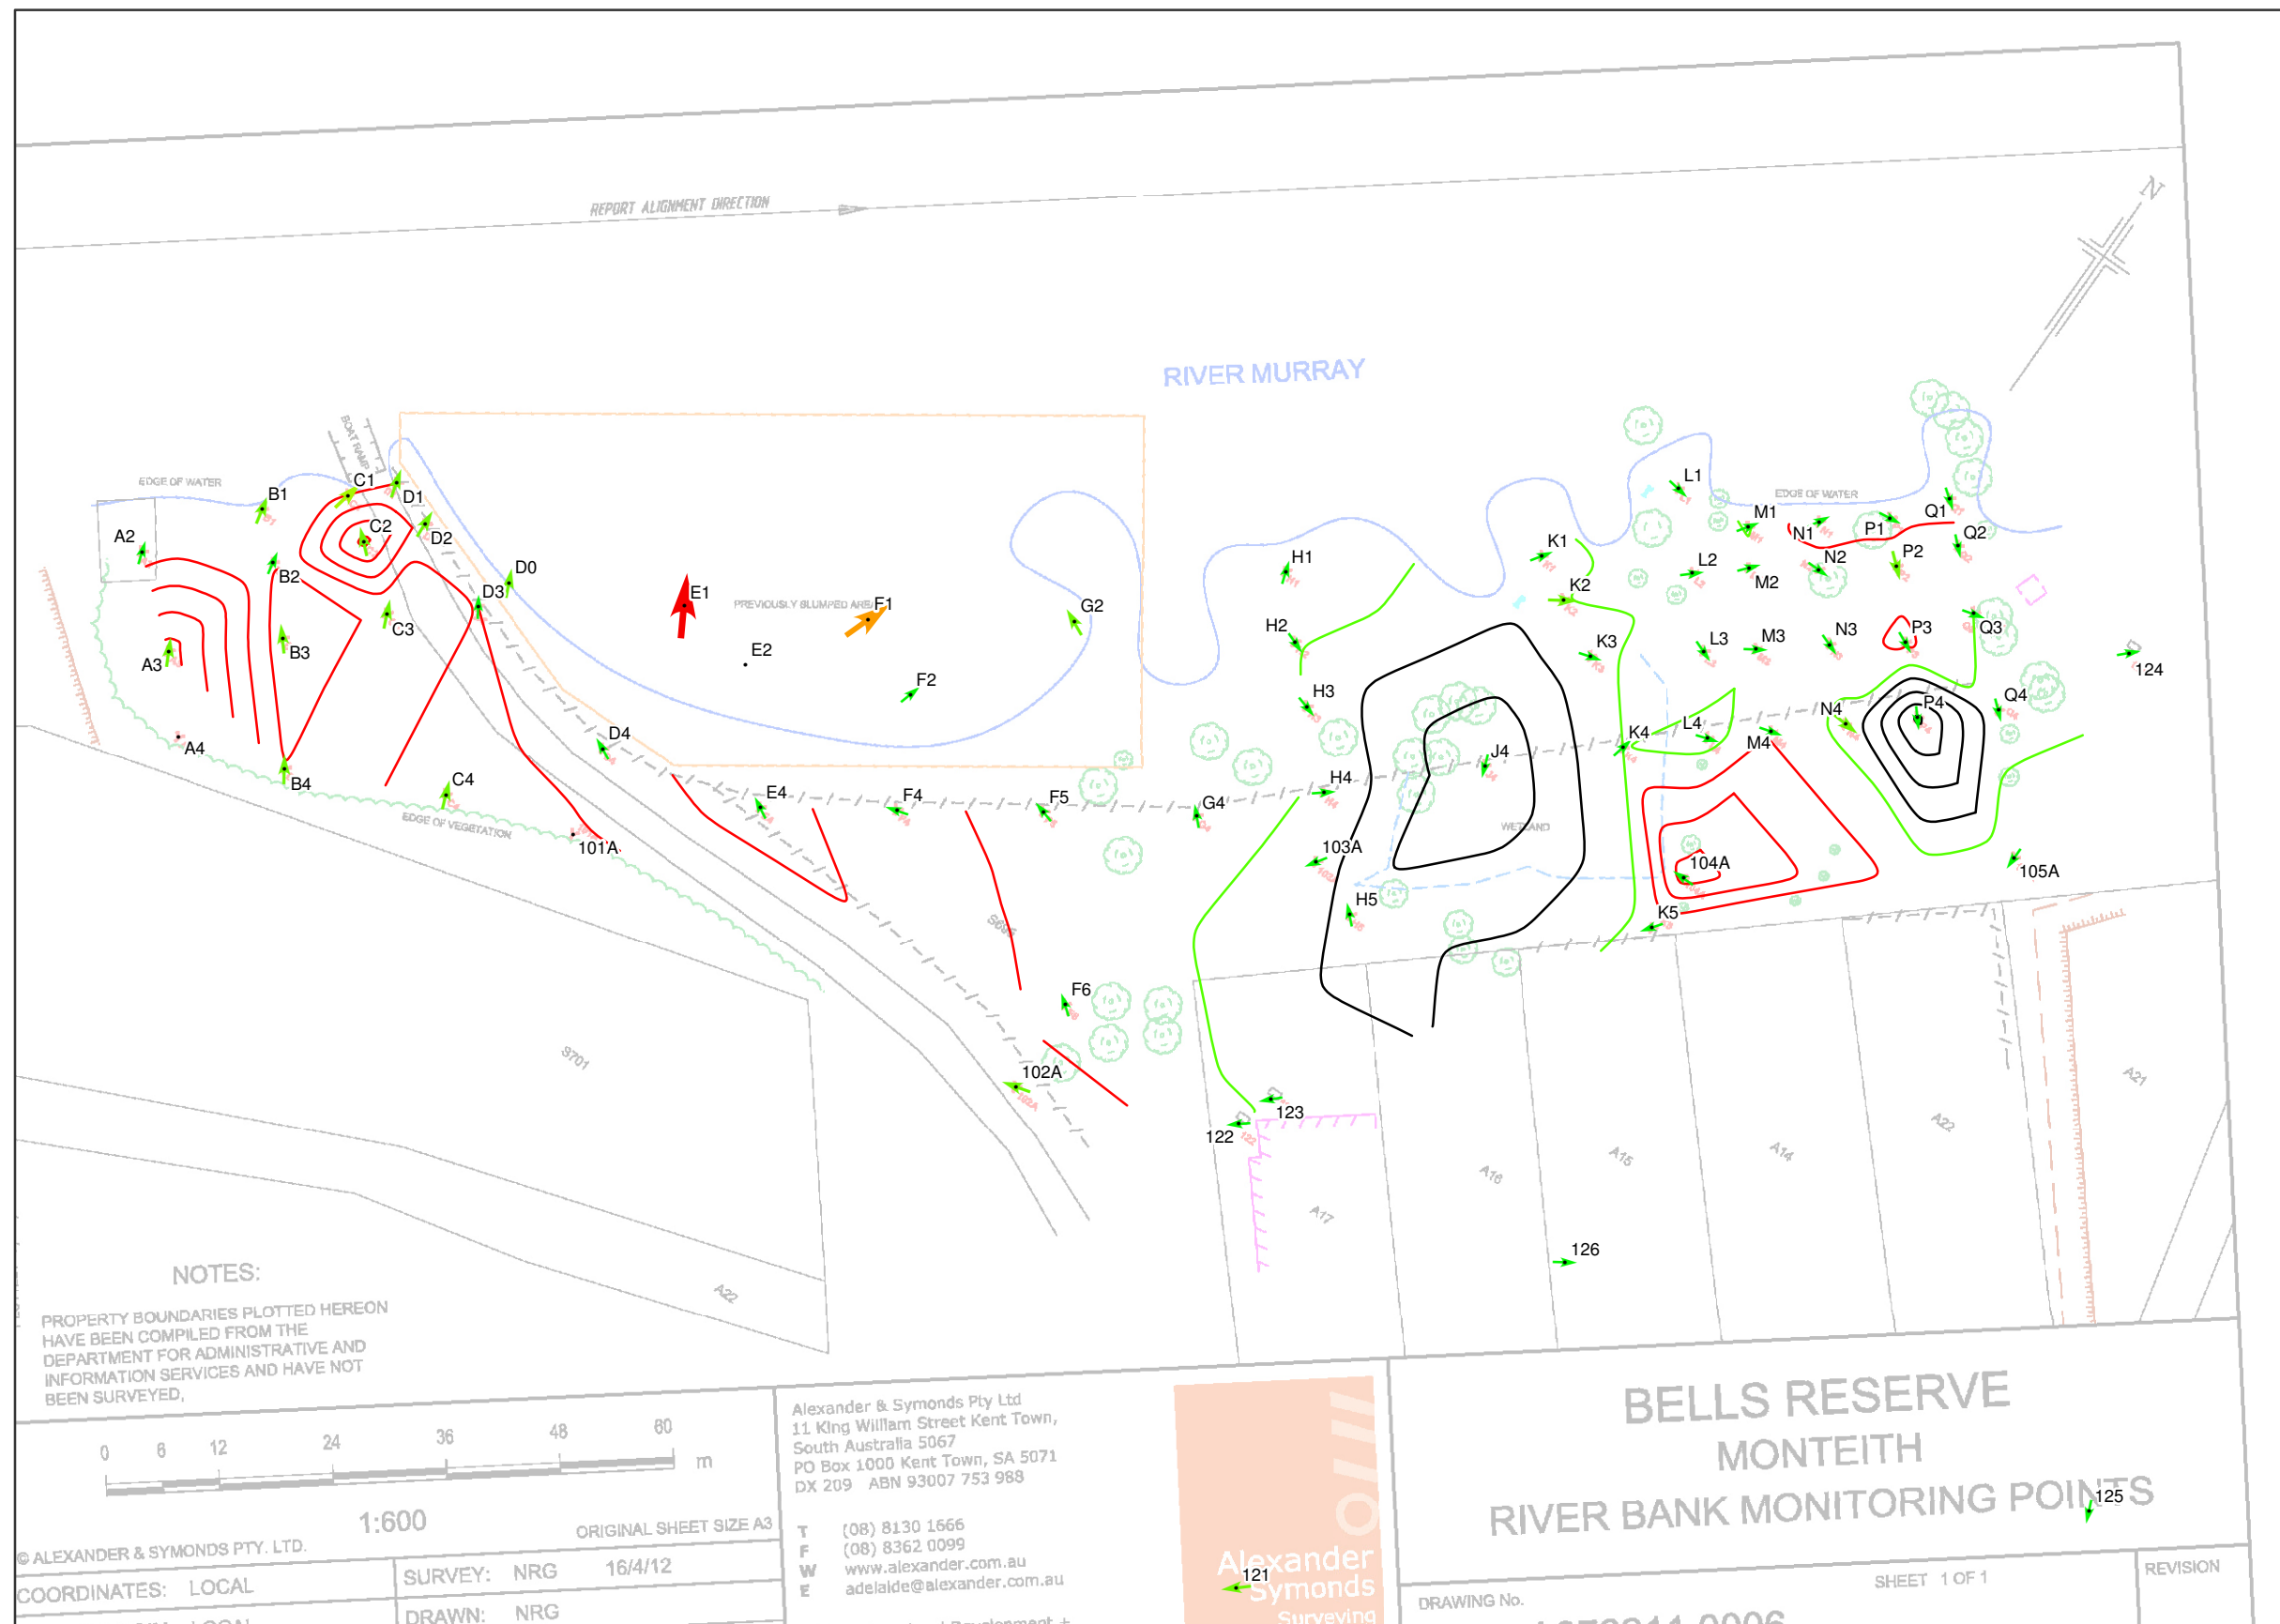 N
REPORT ALIGNMENT DIRECTION
RIVER MURRAY
BOAT RAMP
EDGE OF WATER
EDGE OF WATER
PREVIOUSLY SLUMPED AREA
EDGE OF VEGETATION
WETLAND
A2
B1
C1
D1
C2
D2
B2
D0
D3
E1
F1
G2
A3
B3
C3
E2
F2
A4
B4
C4
D4
E4
F4
F5
G4
101A
F6
102A
H1
H2
H3
H4
103A
H5
J4
K1
K2
K3
K4
K5
L1
L2
L3
L4
104A
M1
M2
M3
M4
N1
N2
N3
N4
P1
P2
P3
P4
Q1
Q2
Q3
Q4
105A
124
122
123
126
121
125
S701
A22
A17
A16
A15
A14
A22
A21
NOTES:
PROPERTY BOUNDARIES PLOTTED HEREON
HAVE BEEN COMPILED FROM THE
DEPARTMENT FOR ADMINISTRATIVE AND
INFORMATION SERVICES AND HAVE NOT
BEEN SURVEYED,
0 6 12 24 36 48 60
m
1:600
ORIGINAL SHEET SIZE A3
© ALEXANDER & SYMONDS PTY. LTD.
COORDINATES: LOCAL
SURVEY: NRG 16/4/12
DRAWN: NRG
Alexander & Symonds Pty Ltd
11 King William Street Kent Town,
South Australia 5067
PO Box 1000 Kent Town, SA 5071
DX 209 ABN 93007 753 988
T (08) 8130 1666
F (08) 8362 0099
W www.alexander.com.au
E adelaide@alexander.com.au
Alexander
Symonds
Surveying
BELLS RESERVE
MONTEITH
RIVER BANK MONITORING POINTS
SHEET 1 OF 1
REVISION
DRAWING No.